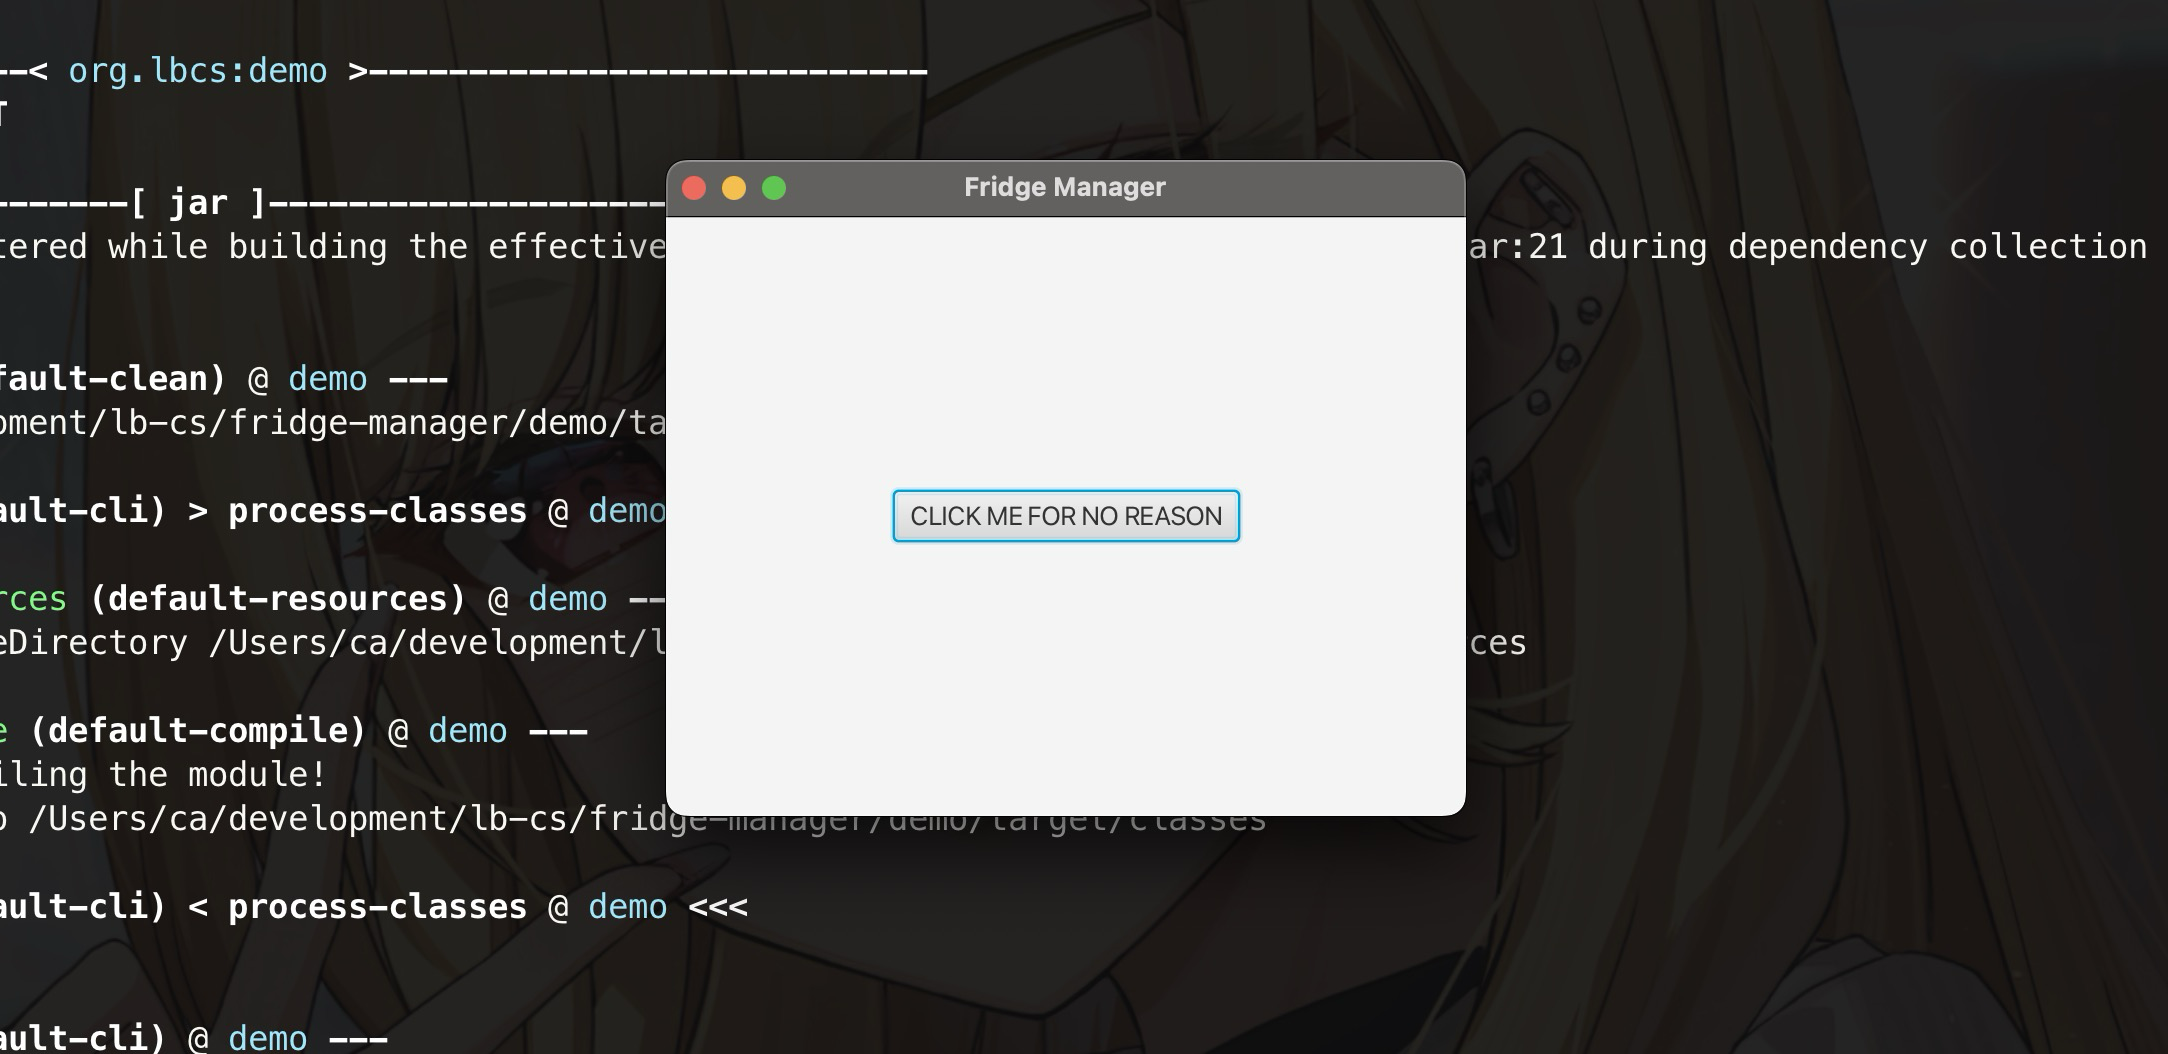 --< org.lbcs:demo >----------------------------
T
-------[ jar ]--------------------
Fridge Manager
tered while building the effective ar:21 during dependency collection
fault-clean) @ demo ---
pment/lb-cs/fridge-manager/demo/ta
ault-cli) > process-classes @ demo
CLICK ME FOR NO REASON
rces (default-resources) @ demo --
eDirectory /Users/ca/development/l ces
e (default-compile) @ demo ---
iling the module!
o /Users/ca/development/lb-cs/fridge-manager/demo/target/classes
ault-cli) < process-classes @ demo <<<
ault-cli) @ demo ---